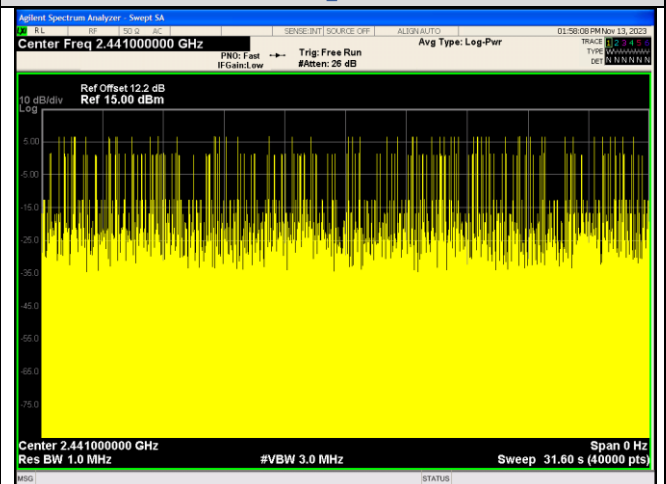 Agilent Spectrum Analyzer - Swept SA
RL RF 50 Ω AC SENSE:INT SOURCE OFF ALIGN AUTO 01:58:08 PM Nov 13, 2023
Center Freq 2.441000000 GHz
PNO: Fast
IFGain:Low
Trig: Free Run
#Atten: 26 dB
Avg Type: Log-Pwr
TRACE 1 2 3 4 5 6
TYPE
DET N N N N N N
Ref Offset 12.2 dB
10 dB/div Ref 15.00 dBm
Log
5.00
-5.00
-15.0
-25.0
-35.0
-45.0
-55.0
-65.0
-75.0
Center 2.441000000 GHz Span 0 Hz
Res BW 1.0 MHz #VBW 3.0 MHz Sweep 31.60 s (40000 pts)
MSG STATUS